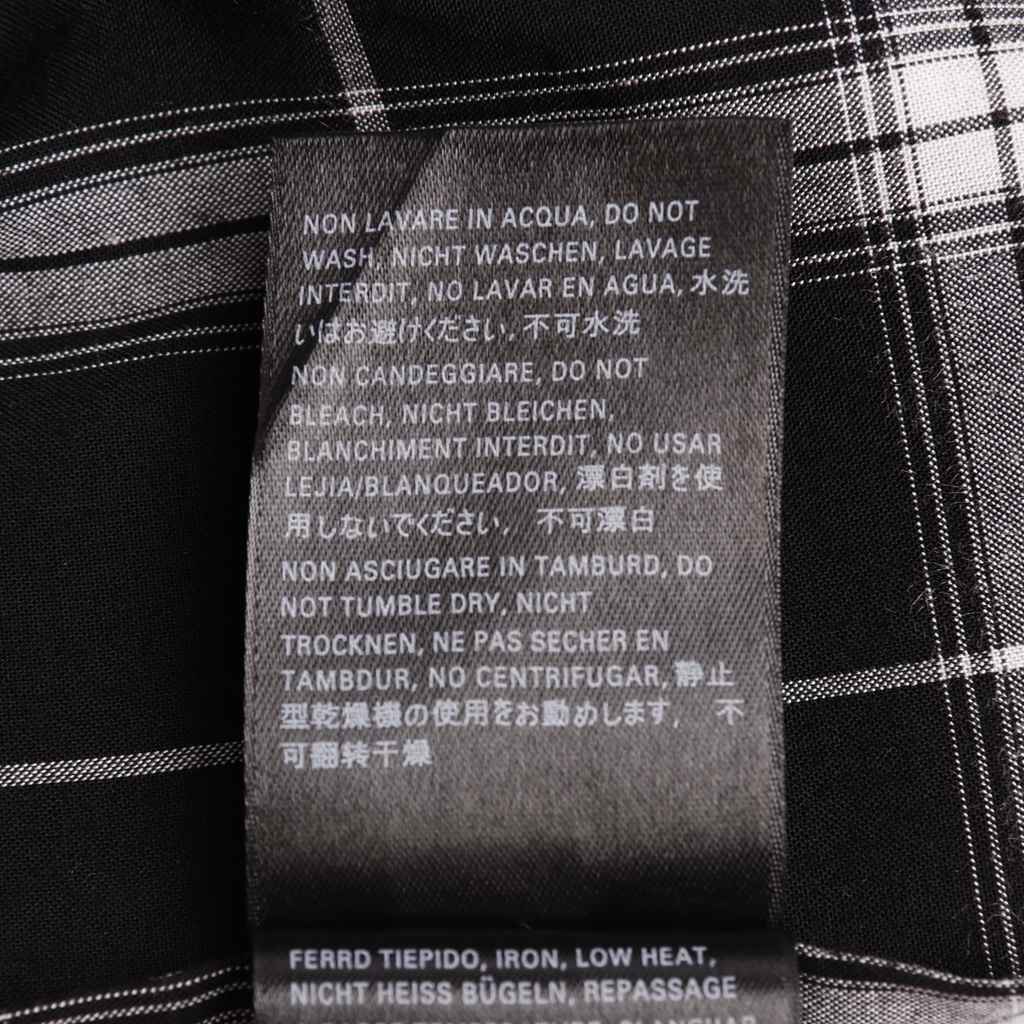 NON LAVARE IN ACQUA, DO NOT
WASH, NICHT WASCHEN, LAVAGE
INTERDIT, NO LAVAR EN AGUA, 水洗
いはお避けください, 不可水洗
NON CANDEGGIARE, DO NOT
BLEACH, NICHT BLEICHEN,
BLANCHIMENT INTERDIT, NO USAR
LEJIA/BLANQUEADOR, 漂白剤を使
用しないでください, 不可漂白
NON ASCIUGARE IN TAMBURD, DO
NOT TUMBLE DRY, NICHT
TROCKNEN, NE PAS SECHER EN
TAMBDUR, NO CENTRIFUGAR, 静止
型乾燥機の使用をお勧めします, 不
可翻转干燥
FERRD TIEPIDO, IRON, LOW HEAT,
NICHT HEISS BÜGELN, REPASSAGE